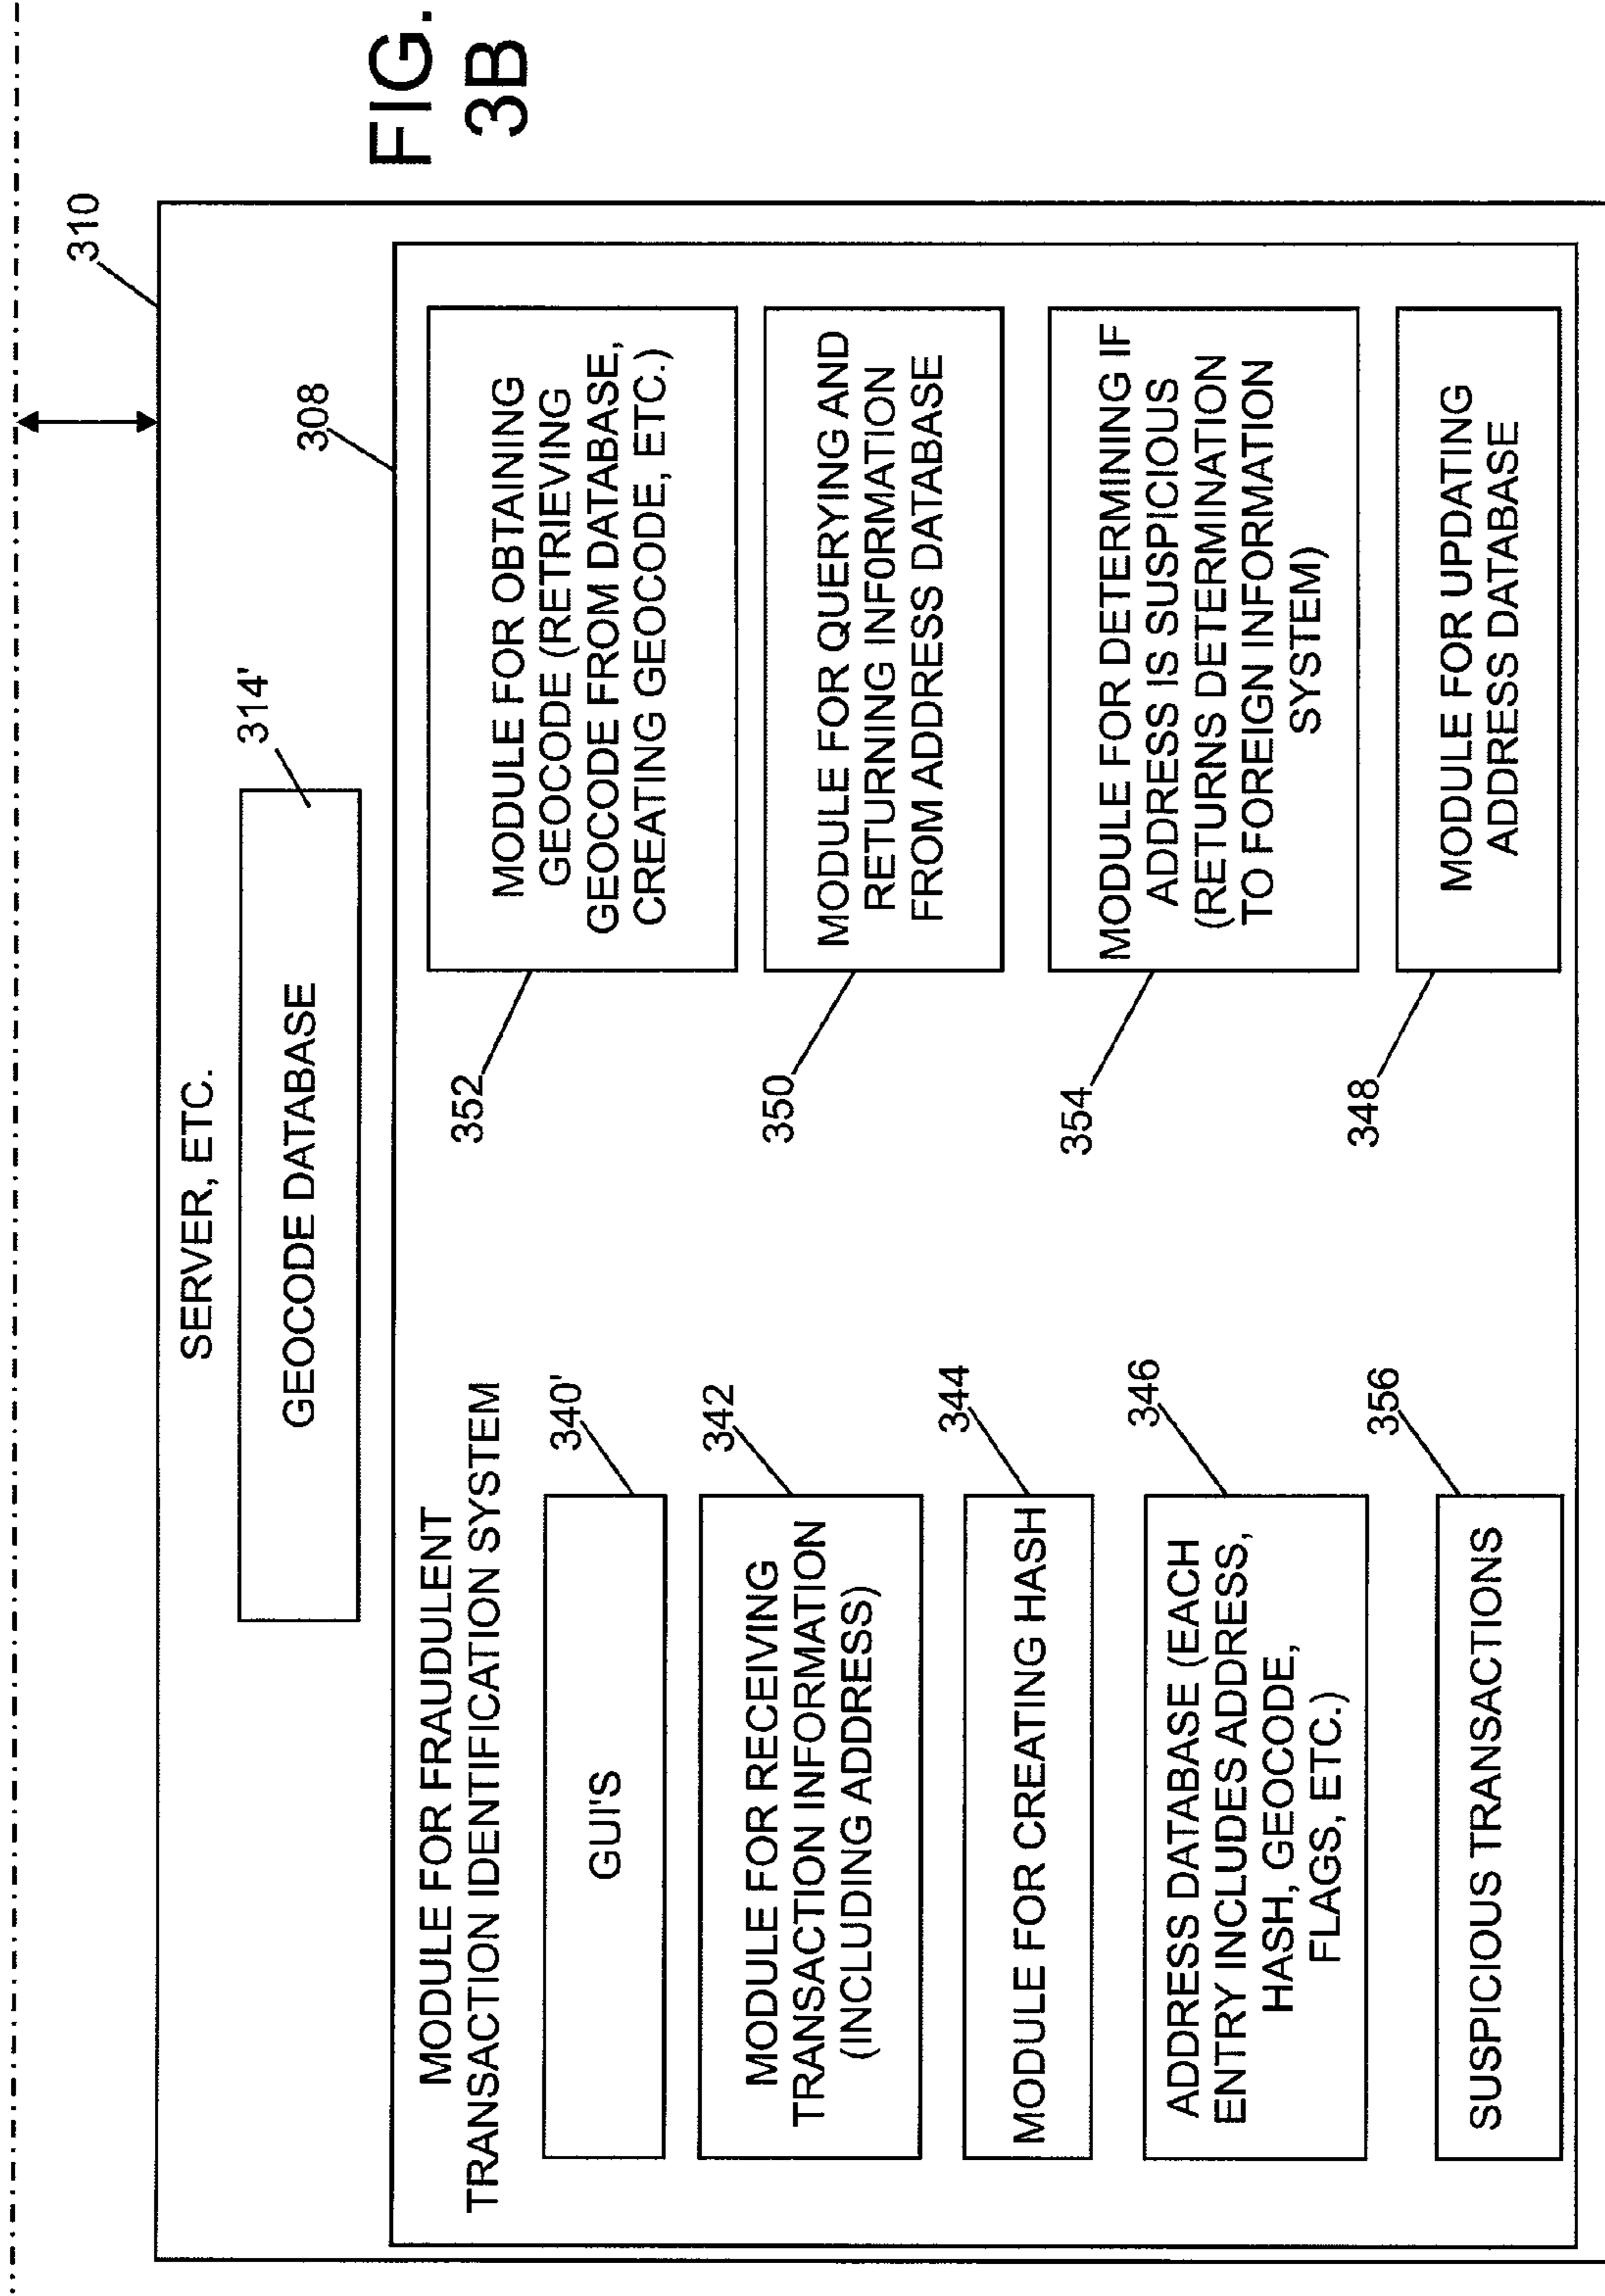 310
SERVER, ETC.
314'
GEOCODE DATABASE
308
MODULE FOR FRAUDULENT
TRANSACTION IDENTIFICATION SYSTEM
340'
GUI'S
342
MODULE FOR RECEIVING
TRANSACTION INFORMATION
(INCLUDING ADDRESS)
344
MODULE FOR CREATING HASH
346
ADDRESS DATABASE (EACH
ENTRY INCLUDES ADDRESS,
HASH, GEOCODE,
FLAGS, ETC.)
356
SUSPICIOUS TRANSACTIONS
352
MODULE FOR OBTAINING
GEOCODE (RETRIEVING
GEOCODE FROM DATABASE,
CREATING GEOCODE, ETC.)
350
MODULE FOR QUERYING AND
RETURNING INFORMATION
FROM ADDRESS DATABASE
354
MODULE FOR DETERMINING IF
ADDRESS IS SUSPICIOUS
(RETURNS DETERMINATION
TO FOREIGN INFORMATION
SYSTEM)
348
MODULE FOR UPDATING
ADDRESS DATABASE
FIG.
3B